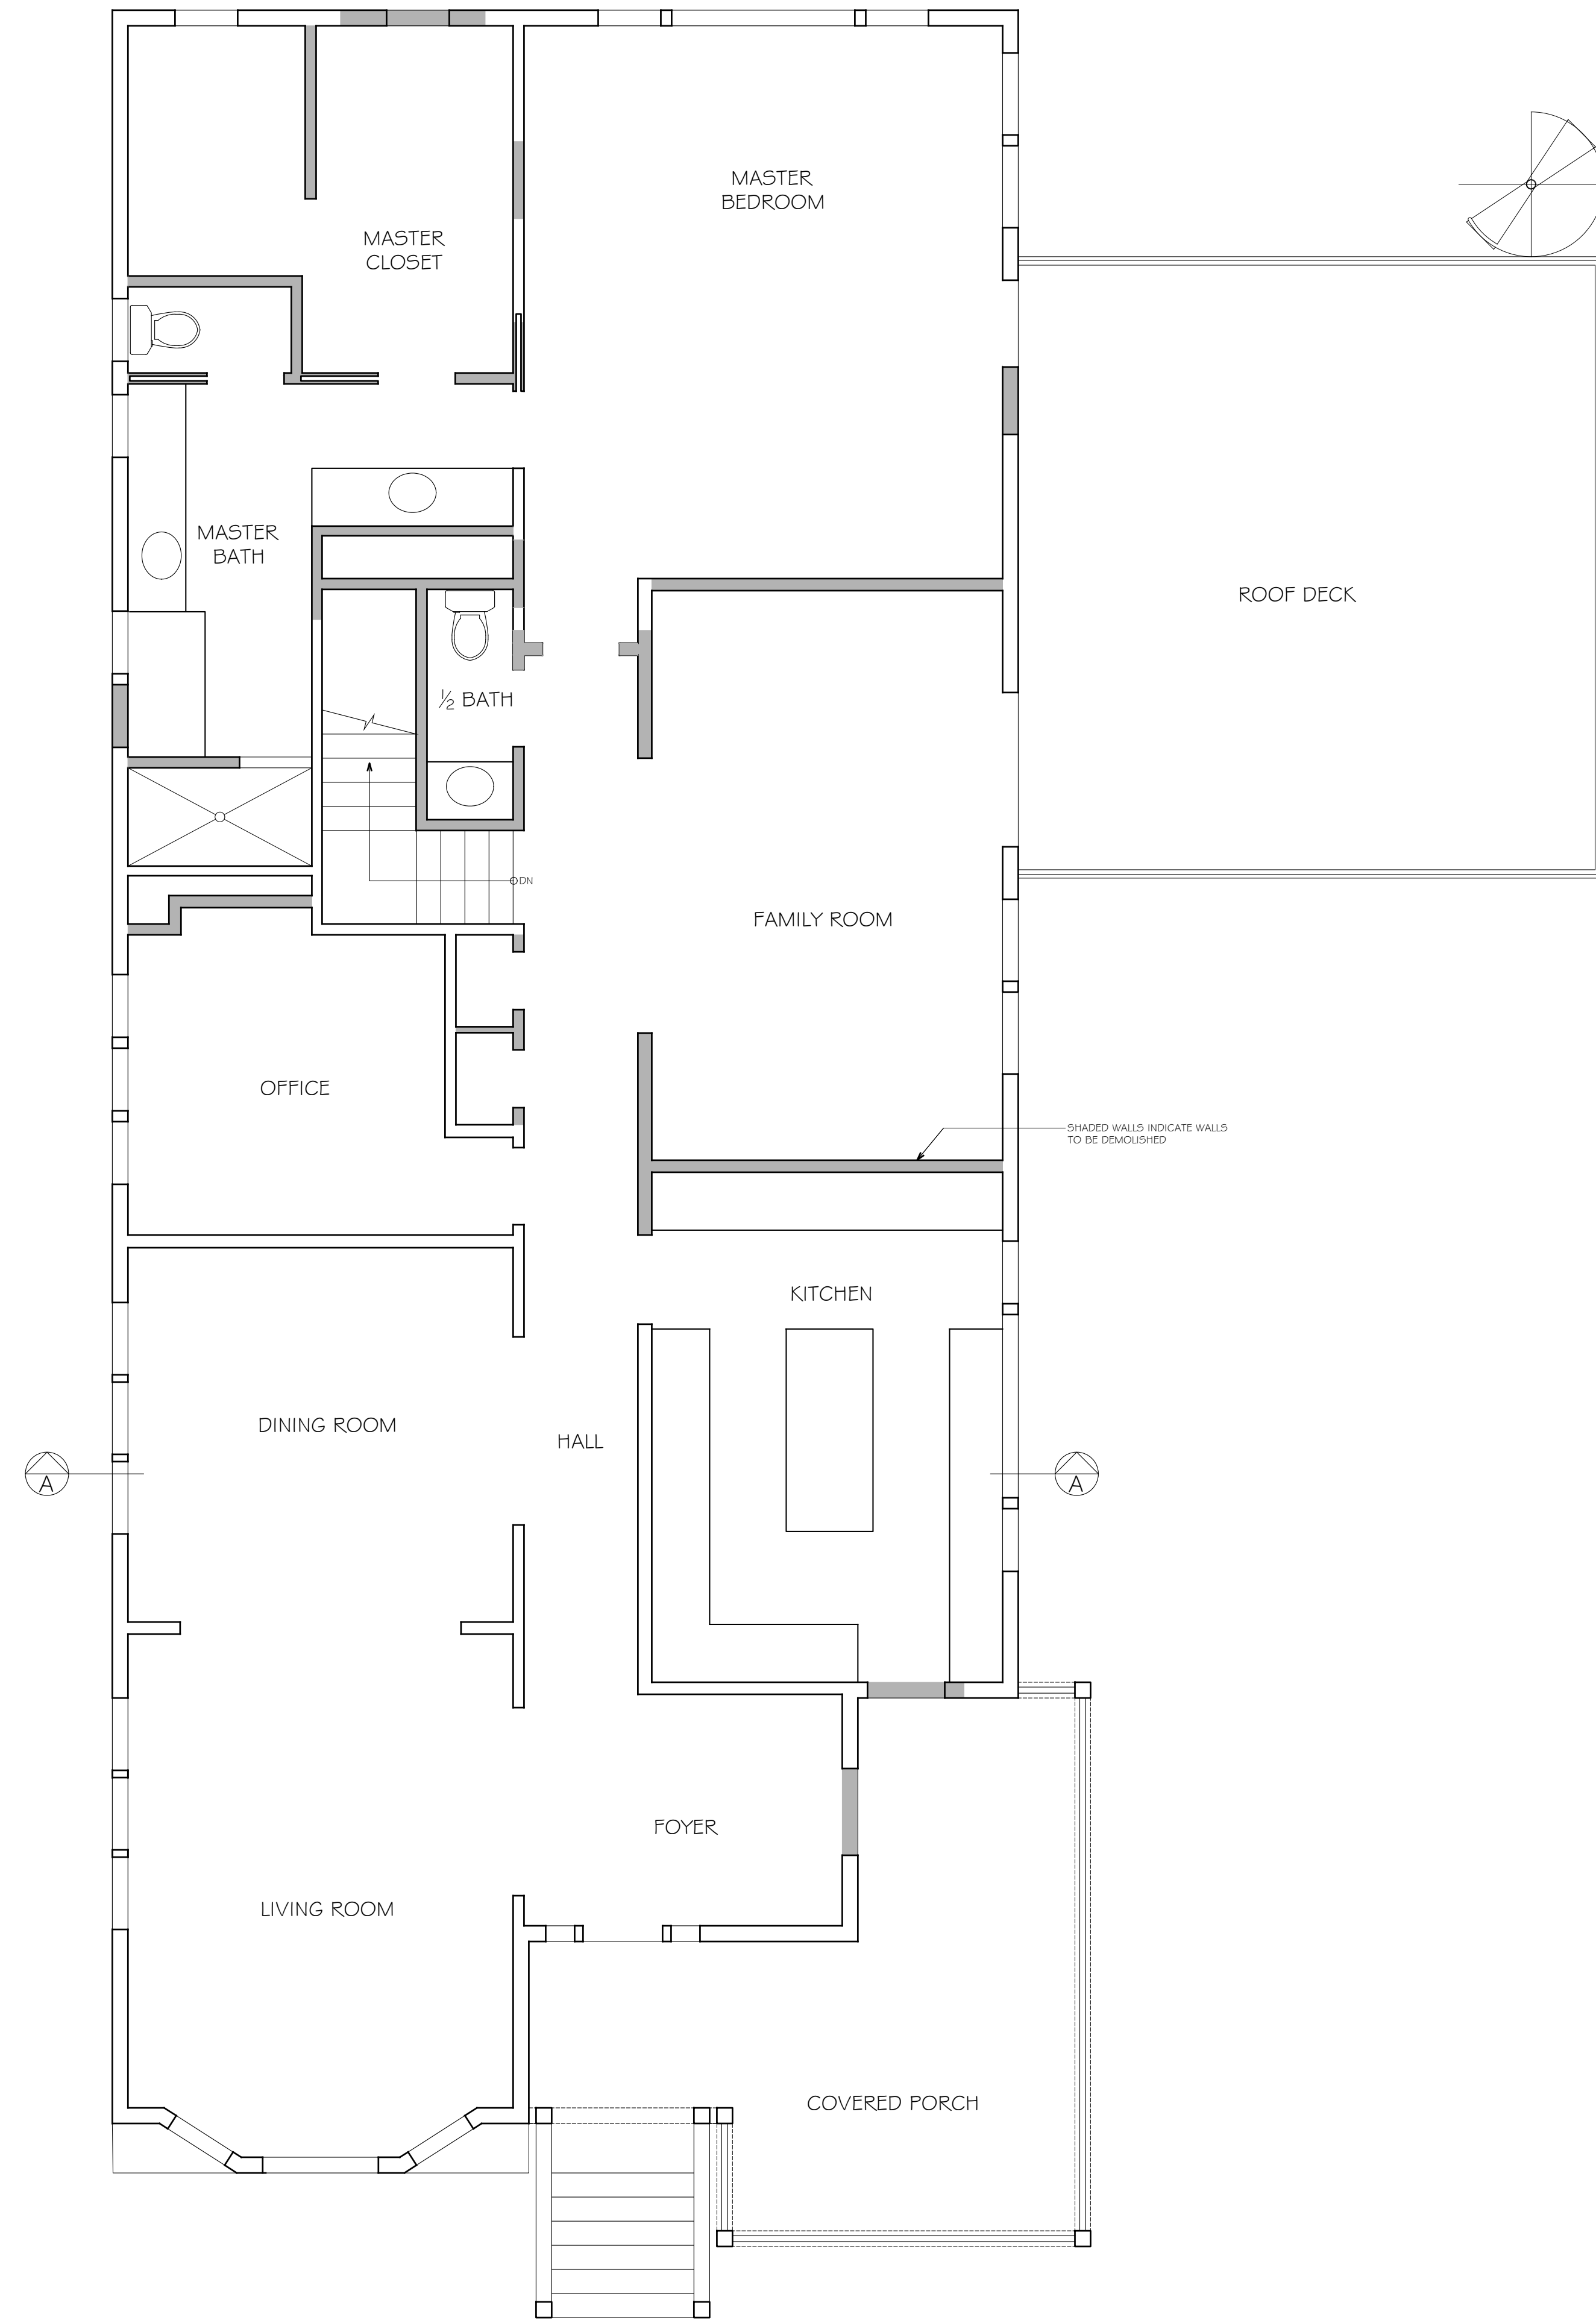 MASTER
BEDROOM
MASTER
CLOSET
MASTER
BATH
ROOF DECK
½ BATH
DN
FAMILY ROOM
OFFICE
SHADED WALLS INDICATE WALLS
TO BE DEMOLISHED
KITCHEN
DINING ROOM
HALL
A
A
FOYER
LIVING ROOM
COVERED PORCH